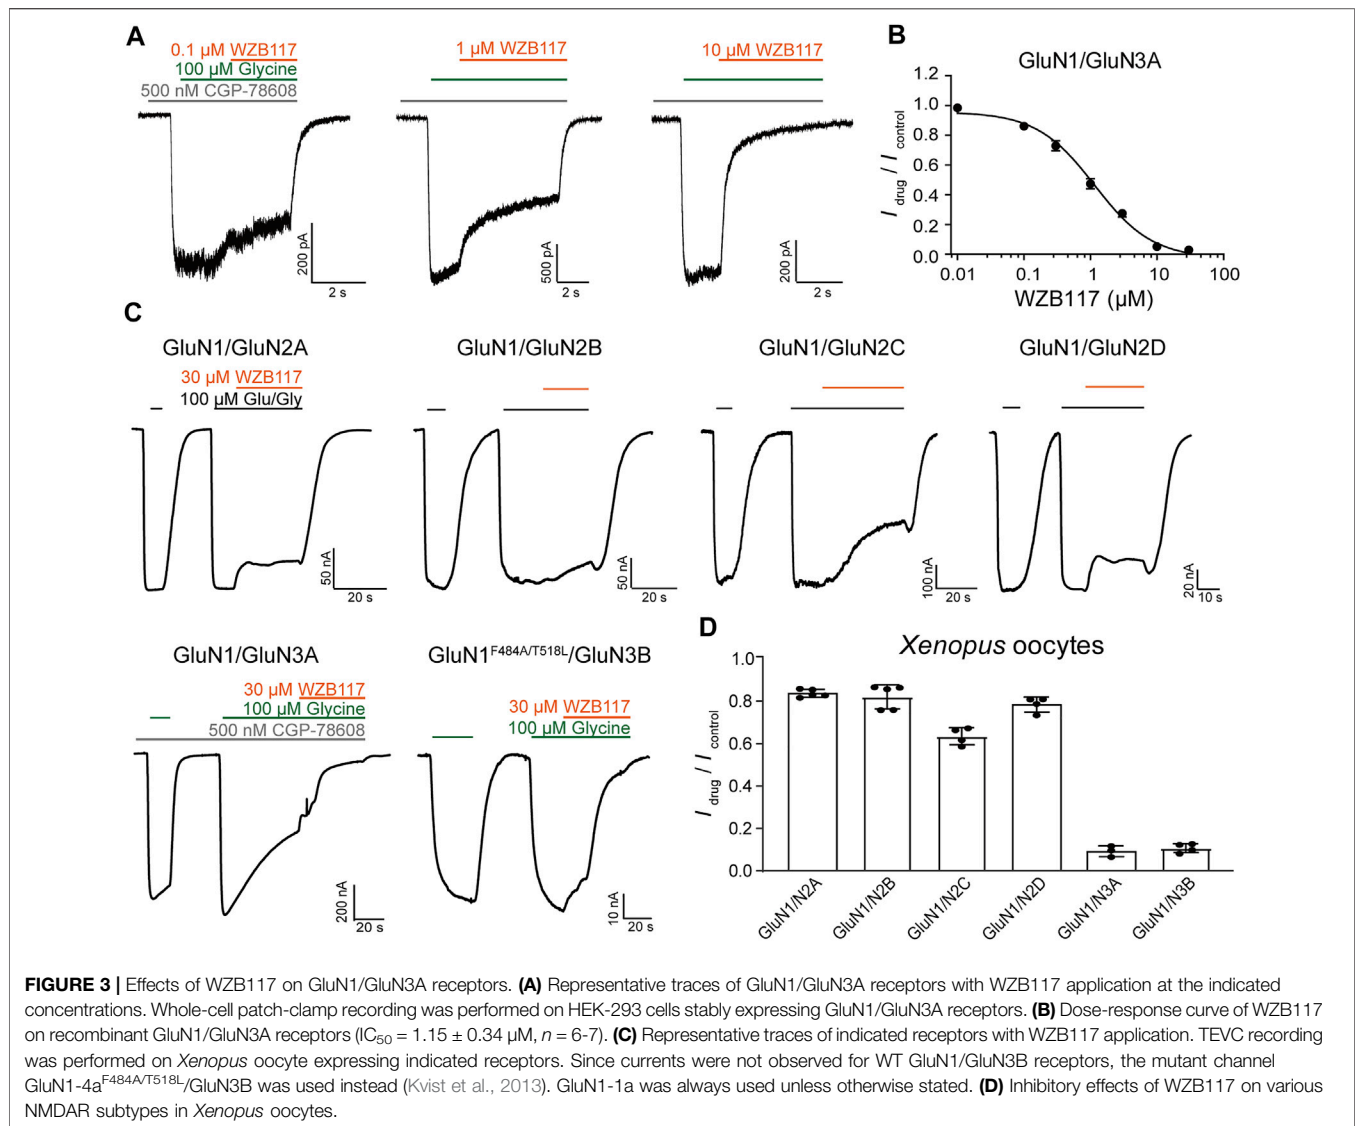 A
0.1 µM WZB117
100 µM Glycine
500 nM CGP-78608
200 pA
2 s
1 µM WZB117
500 pA
2 s
10 µM WZB117
200 pA
2 s
B
GluN1/GluN3A
I drug / I control
1.2
1.0
0.8
0.6
0.4
0.2
0.0
0.01 0.1 1 10 100
WZB117 (µM)
C
GluN1/GluN2A
30 µM WZB117
100 µM Glu/Gly
50 nA
20 s
GluN1/GluN2B
50 nA
20 s
GluN1/GluN2C
100 nA
20 s
GluN1/GluN2D
20 nA
10 s
GluN1/GluN3A
30 µM WZB117
100 µM Glycine
500 nM CGP-78608
200 nA
20 s
GluN1F484A/T518L/GluN3B
30 µM WZB117
100 µM Glycine
10 nA
20 s
D
Xenopus oocytes
I drug / I control
1.0
0.8
0.6
0.4
0.2
0.0
GluN1/N2A
GluN1/N2B
GluN1/N2C
GluN1/N2D
GluN1/N3A
GluN1/N3B
FIGURE 3 | Effects of WZB117 on GluN1/GluN3A receptors. (A) Representative traces of GluN1/GluN3A receptors with WZB117 application at the indicated
concentrations. Whole-cell patch-clamp recording was performed on HEK-293 cells stably expressing GluN1/GluN3A receptors. (B) Dose-response curve of WZB117
on recombinant GluN1/GluN3A receptors (IC50 = 1.15 ± 0.34 µM, n = 6-7). (C) Representative traces of indicated receptors with WZB117 application. TEVC recording
was performed on Xenopus oocyte expressing indicated receptors. Since currents were not observed for WT GluN1/GluN3B receptors, the mutant channel
GluN1-4aF484A/T518L/GluN3B was used instead (Kvist et al., 2013). GluN1-1a was always used unless otherwise stated. (D) Inhibitory effects of WZB117 on various
NMDAR subtypes in Xenopus oocytes.